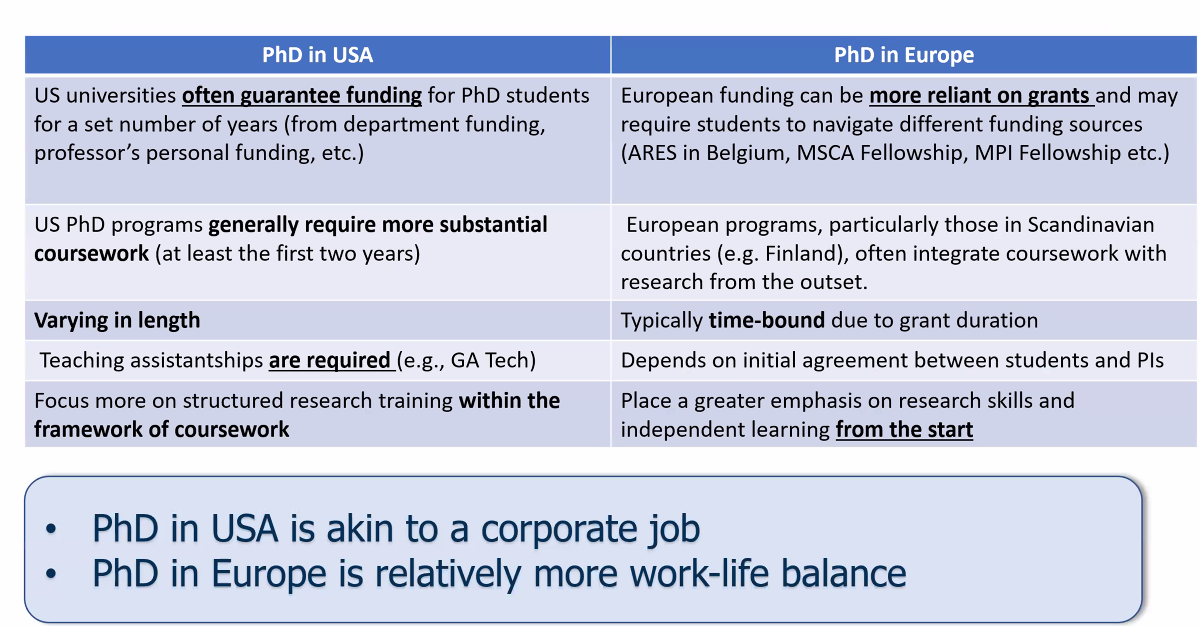 PhD in USA
PhD in Europe
US universities often guarantee funding for PhD students
for a set number of years (from department funding,
professor's personal funding, etc.)
European funding can be more reliant on grants and may
require students to navigate different funding sources
(ARES in Belgium, MSCA Fellowship, MPI Fellowship etc.)
US PhD programs generally require more substantial
coursework (at least the first two years)
European programs, particularly those in Scandinavian
countries (e.g. Finland), often integrate coursework with
research from the outset.
Varying in length
Typically time-bound due to grant duration
Teaching assistantships are required (e.g., GA Tech)
Depends on initial agreement between students and PIs
Focus more on structured research training within the
framework of coursework
Place a greater emphasis on research skills and
independent learning from the start
• PhD in USA is akin to a corporate job
• PhD in Europe is relatively more work-life balance